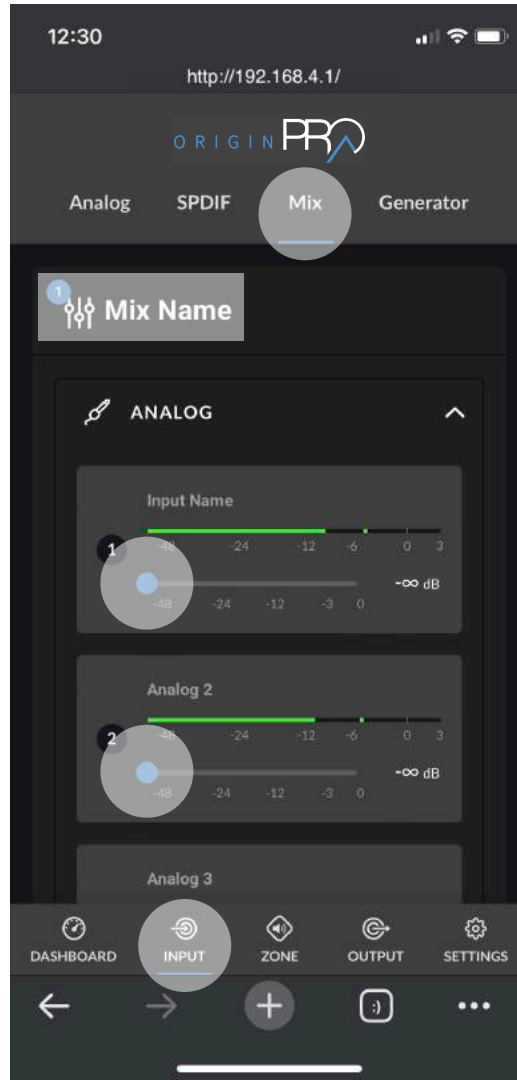 12:30
http://192.168.4.1/
ORIGIN PRO
Analog SPDIF Mix Generator
1
Mix Name
ANALOG
Input Name
1
-48 -24 -12 -6 0 3
-∞ dB
-48 -24 -12 -3 0
Analog 2
2
-48 -24 -12 -6 0 3
-∞ dB
-48 -24 -12 -3 0
Analog 3
DASHBOARD INPUT ZONE OUTPUT SETTINGS
:)